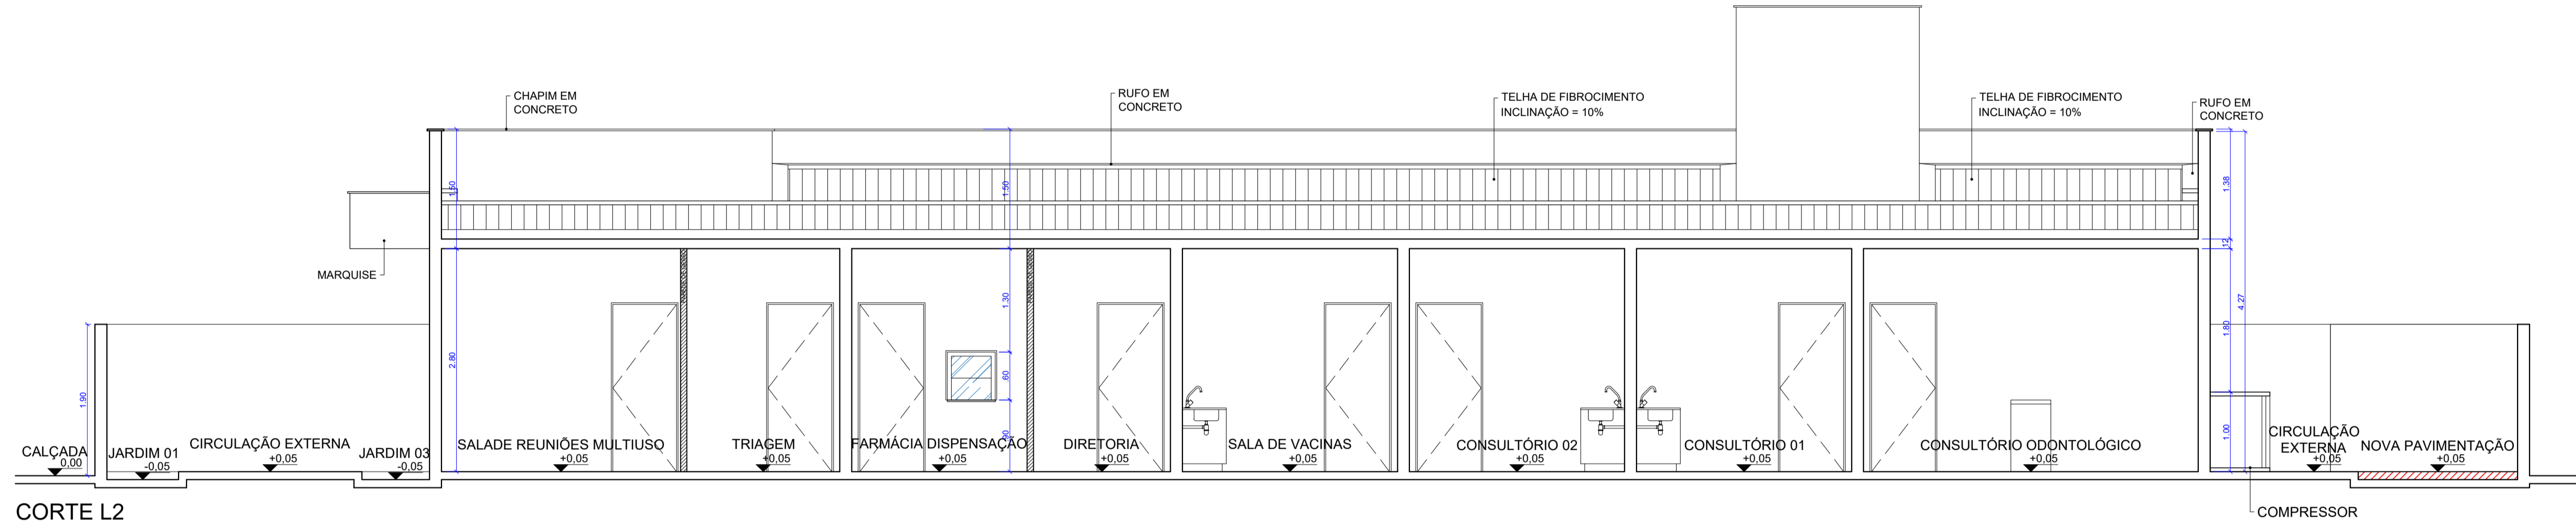 CHAPIM EM
CONCRETO
RUFO EM
CONCRETO
TELHA DE FIBROCIMENTO
INCLINAÇÃO = 10%
TELHA DE FIBROCIMENTO
INCLINAÇÃO = 10%
RUFO EM
CONCRETO
1.50
1.50
1.38
12
MARQUISE
1.30
4.27
2.80
1.80
.60
1.90
1.00
CALÇADA
0,00
JARDIM 01
-0,05
CIRCULAÇÃO EXTERNA
+0,05
JARDIM 03
-0,05
SALADE REUNIÕES MULTIUSO
+0,05
TRIAGEM
+0,05
FARMÁCIA DISPENSAÇÃO
+0,05
DIRETORIA
+0,05
SALA DE VACINAS
+0,05
CONSULTÓRIO 02
+0,05
CONSULTÓRIO 01
+0,05
CONSULTÓRIO ODONTOLÓGICO
+0,05
CIRCULAÇÃO
EXTERNA
+0,05
NOVA PAVIMENTAÇÃO
+0,05
COMPRESSOR
CORTE L2